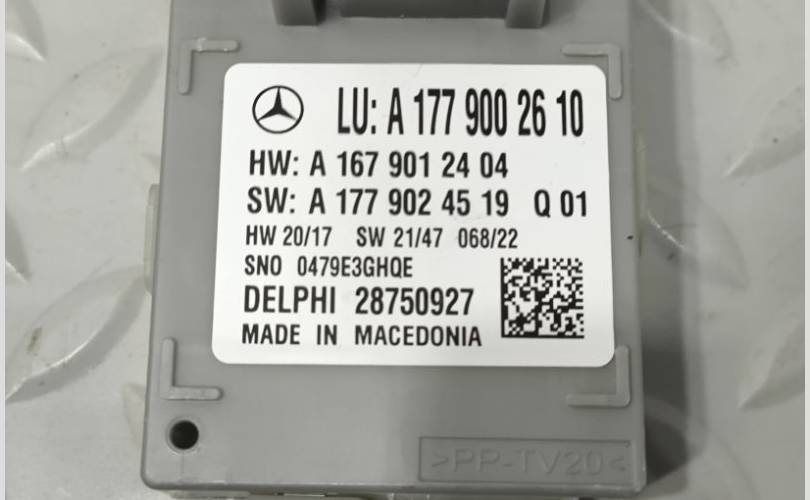 LU: A 177 900 26 10
HW: A 167 901 24 04
SW: A 177 902 45 19 Q 01
HW 20/17 SW 21/47 068/22
SNO 0479E3GHQE
DELPHI 28750927
MADE IN MACEDONIA
>PP-TV20<